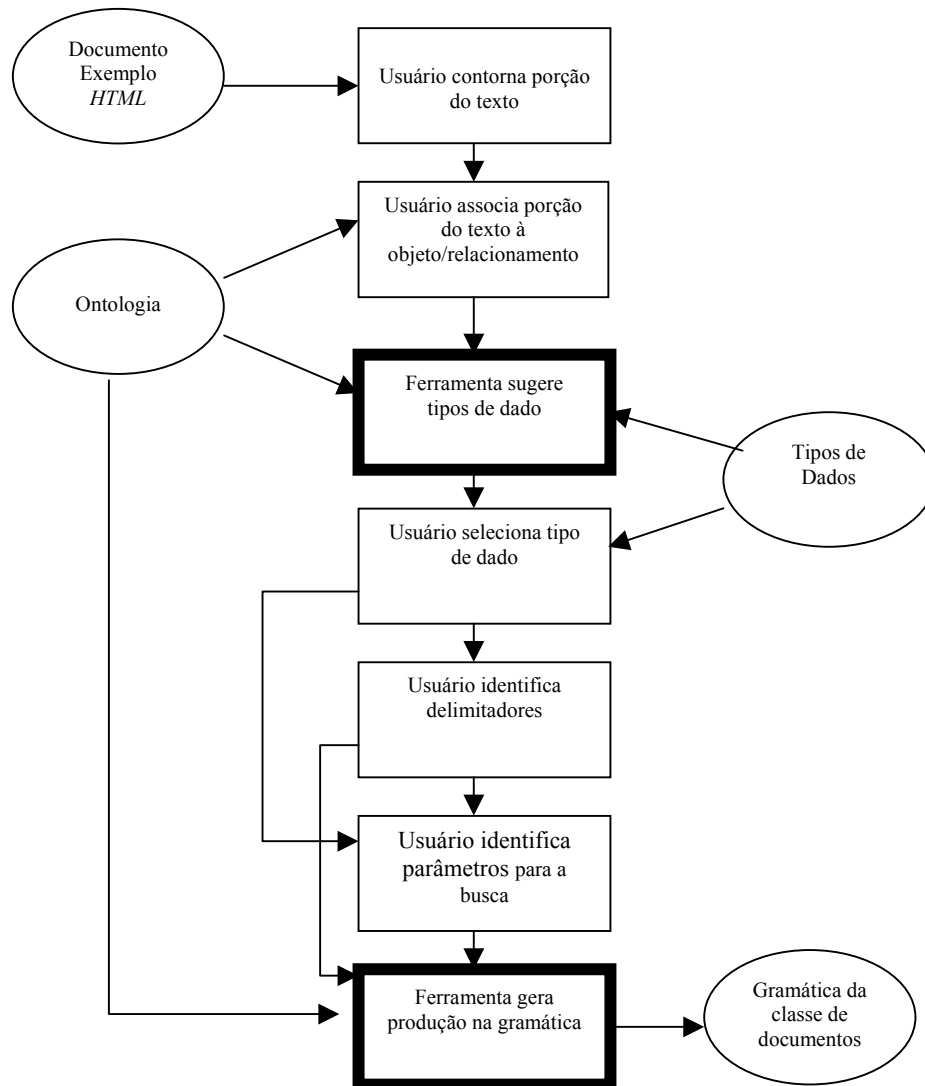 Documento
Exemplo
HTML
Usuário contorna porção
do texto
Usuário associa porção
do texto à
objeto/relacionamento
Ontologia
Ferramenta sugere
tipos de dado
Tipos de
Dados
Usuário seleciona tipo
de dado
Usuário identifica
delimitadores
Usuário identifica
parâmetros para a
busca
Ferramenta gera
produção na gramática
Gramática da
classe de
documentos